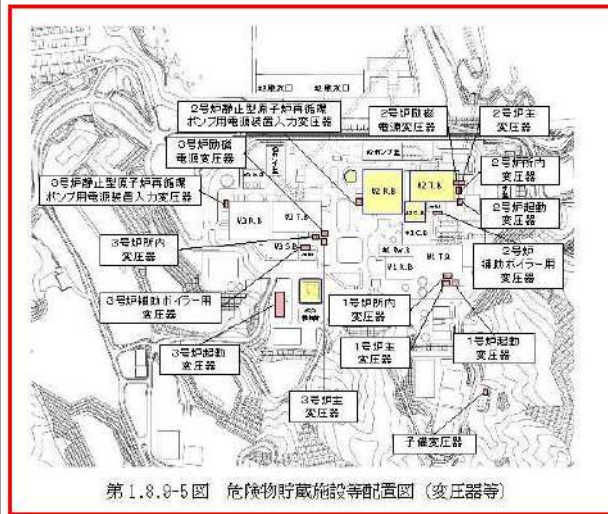 2号炉静止型原子炉再循環
ポンプ用電源装置入力変圧器
2号炉励磁
電源変圧器
2号炉主
変圧器
3号炉励磁
電源変圧器
2号炉所内
変圧器
3号炉静止型原子炉再循環
ポンプ用電源装置入力変圧器
2号炉起動
変圧器
#2 R.B
#2 T.B
#3 R.B
#3 T.B
#3 S.B
#1 C.B
#1 R.B
#1 T.B
3号炉所内
変圧器
2号炉
補助ボイラー用
変圧器
3号炉補助ボイラー用
変圧器
1号炉所内
変圧器
3号炉起動
変圧器
1号炉主
変圧器
1号炉起動
変圧器
3号炉主
変圧器
予備変圧器
第1.8.9-5図 危険物貯蔵施設等配置図(変圧器等)